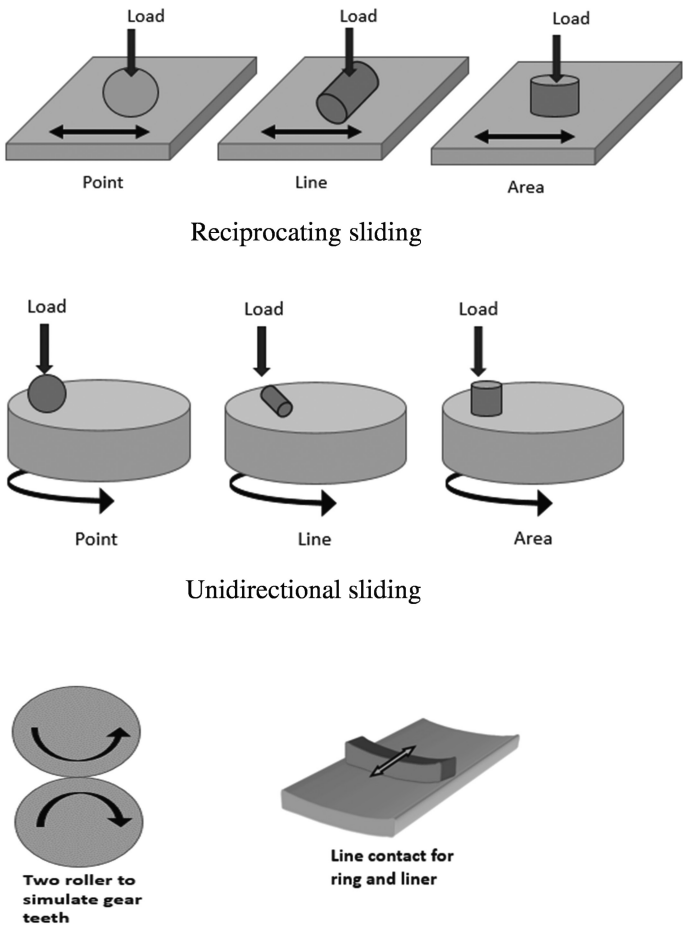 Load
Load
Load
Point
Line
Area
Reciprocating sliding
Load
Load
Load
Point
Line
Area
Unidirectional sliding
Two roller to
simulate gear
teeth
Line contact for
ring and liner